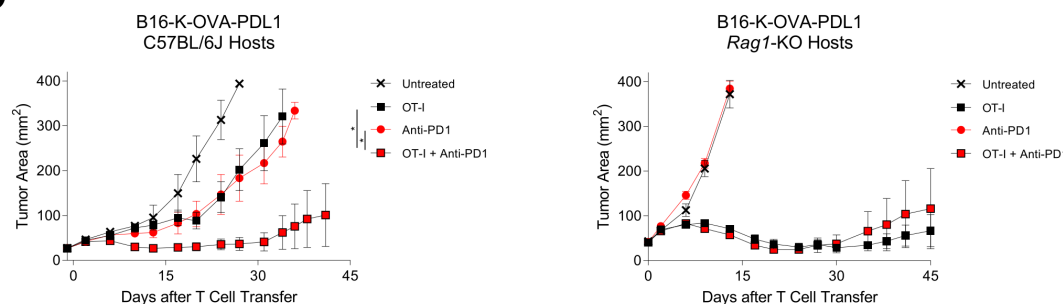 B16-K-OVA-PDL1
C57BL/6J Hosts
Tumor Area (mm²)
400
300
200
100
0
0 15 30 45
Days after T Cell Transfer
Untreated
OT-I
Anti-PD1
OT-I + Anti-PD1
*
*
B16-K-OVA-PDL1
Rag1-KO Hosts
Tumor Area (mm²)
400
300
200
100
0
0 15 30 45
Days after T Cell Transfer
Untreated
OT-I
Anti-PD1
OT-I + Anti-PD